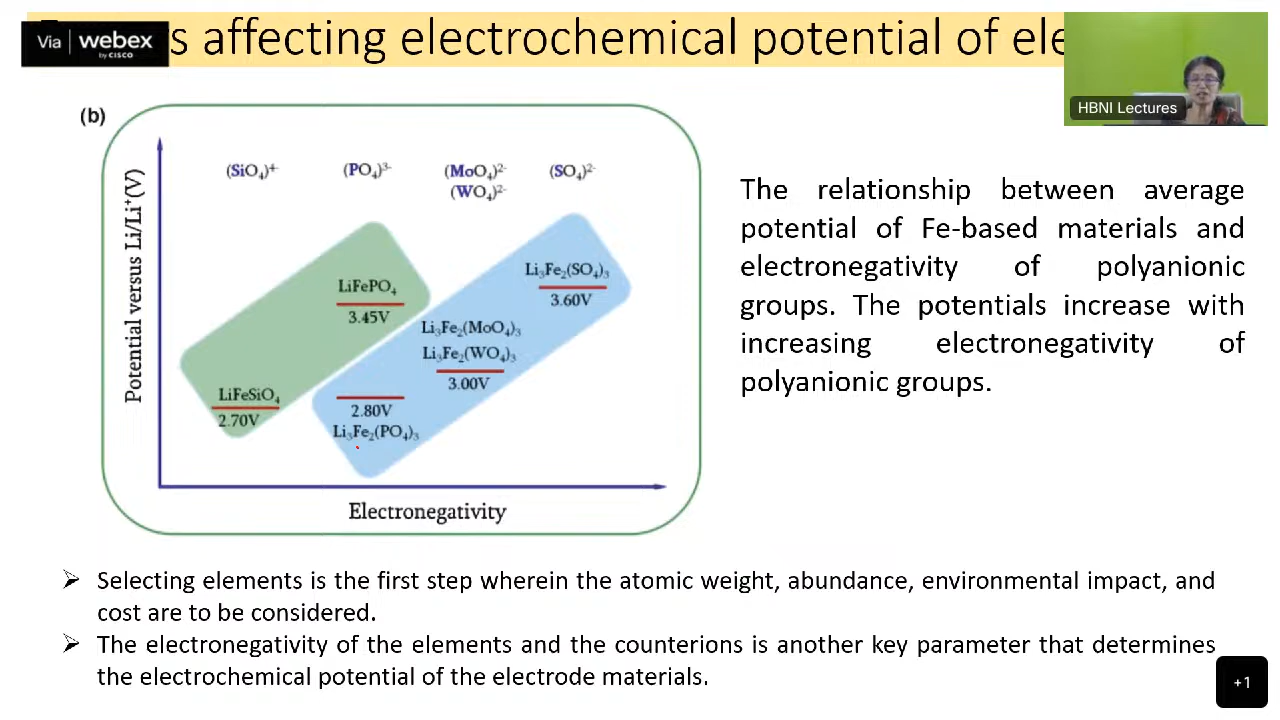 Via webex
by CISCO
s affecting electrochemical potential of ele
HBNI Lectures
(b)
Potential versus Li/Li⁺(V)
(SiO₄)⁴⁻
(PO₄)³⁻
(MoO₄)²⁻
(WO₄)²⁻
(SO₄)²⁻
Li₃Fe₂(SO₄)₃
3.60V
LiFePO₄
3.45V
Li₃Fe₂(MoO₄)₃
Li₃Fe₂(WO₄)₃
3.00V
LiFeSiO₄
2.70V
2.80V
Li₃Fe₂(PO₄)₃
Electronegativity
The relationship between average
potential of Fe-based materials and
electronegativity of polyanionic
groups. The potentials increase with
increasing electronegativity of
polyanionic groups.
➢ Selecting elements is the first step wherein the atomic weight, abundance, environmental impact, and
cost are to be considered.
➢ The electronegativity of the elements and the counterions is another key parameter that determines
the electrochemical potential of the electrode materials.
+1